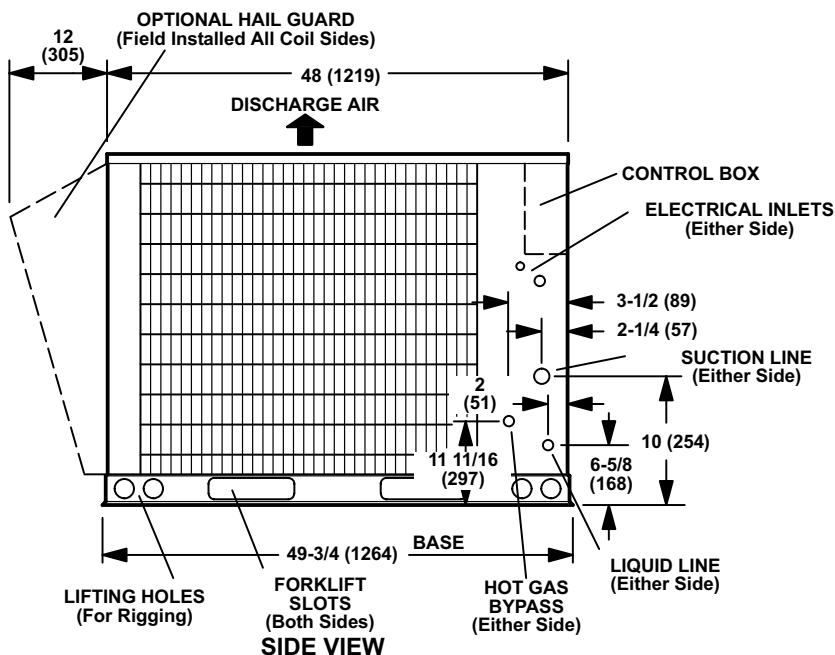 OPTIONAL HAIL GUARD
(Field Installed All Coil Sides)
12
(305)
48 (1219)
DISCHARGE AIR
CONTROL BOX
ELECTRICAL INLETS
(Either Side)
3-1/2 (89)
2-1/4 (57)
SUCTION LINE
(Either Side)
2
(51)
10 (254)
11 11/16
(297)
6-5/8
(168)
BASE
49-3/4 (1264)
LIQUID LINE
(Either Side)
LIFTING HOLES
(For Rigging)
FORKLIFT
SLOTS
(Both Sides)
HOT GAS
BYPASS
(Either Side)
SIDE VIEW